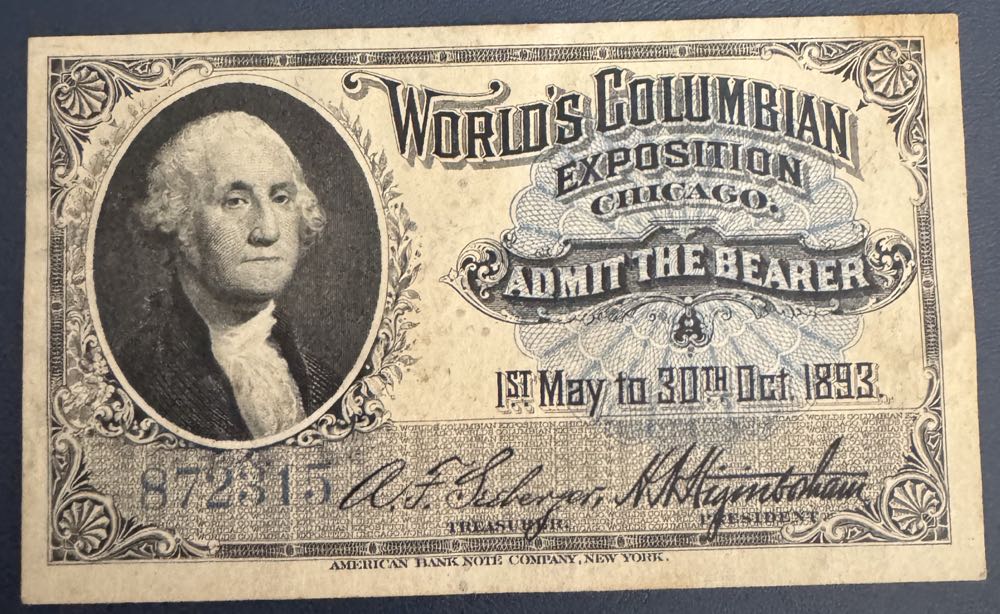 WORLD'S COLUMBIAN
EXPOSITION
CHICAGO.
ADMIT THE BEARER
A
1ST May to 30TH Oct. 1893.
872315
A. F. Seeberger,
H. N. Higinbotham
TREASURER.
PRESIDENT.
AMERICAN BANK NOTE COMPANY, NEW YORK.